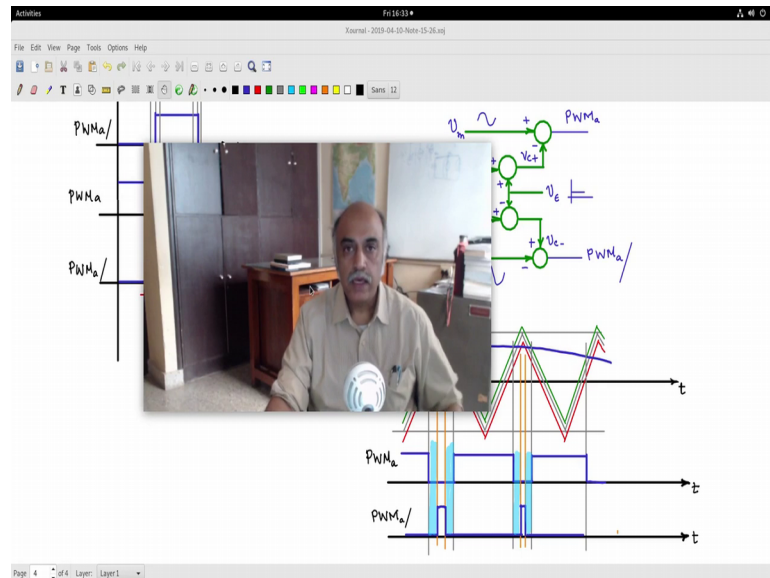 Activities
Fri 16:33
Xournal - 2019-04-10-Note-15-26.xoj
File Edit View Page Tools Options Help
Sans 12
PWMa/
PWMa
PWMa/
Vm + PWMa
-
+ Vc+
+
- VE
+
+ Vc-
- PWMa/
t
PWMa
t
PWMa/
t
Page 4 of 4 Layer: Layer 1